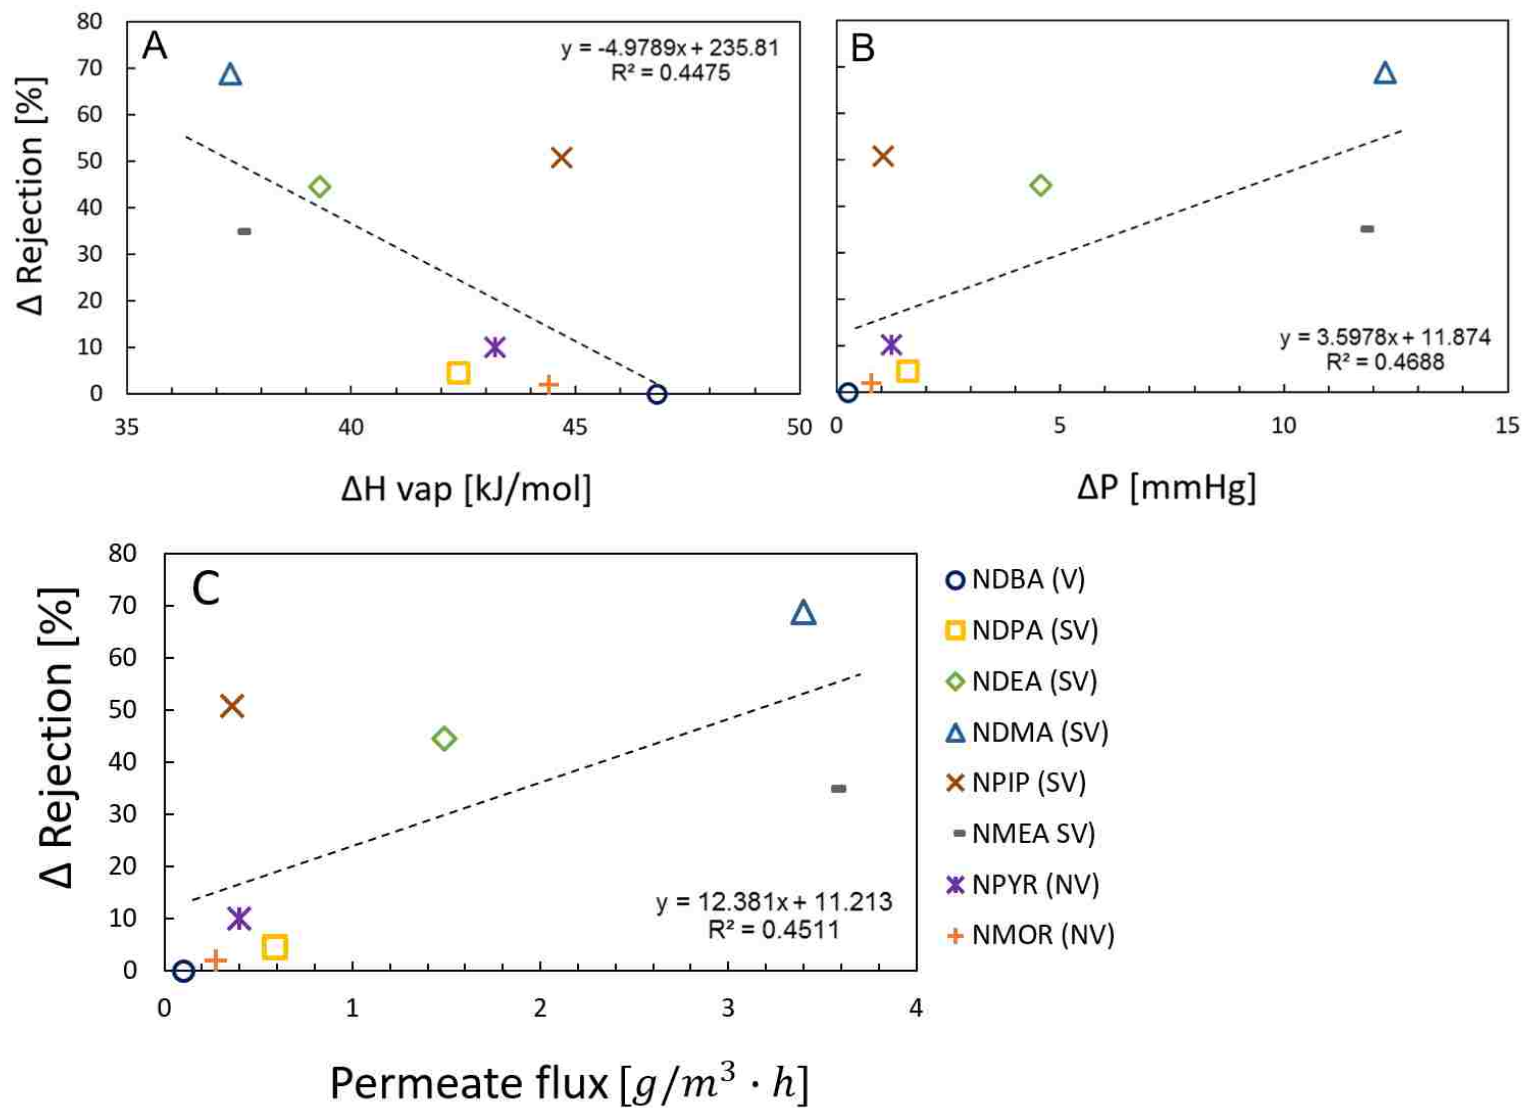 A
y = -4.9789x + 235.81
R² = 0.4475
80
70
60
50
40
30
20
10
0
Δ Rejection [%]
35 40 45 50
ΔH vap [kJ/mol]
B
y = 3.5978x + 11.874
R² = 0.4688
0 5 10 15
ΔP [mmHg]
C
80
70
60
50
40
30
20
10
0
Δ Rejection [%]
y = 12.381x + 11.213
R² = 0.4511
0 1 2 3 4
Permeate flux [g/m³ · h]
NDBA (V)
NDPA (SV)
NDEA (SV)
NDMA (SV)
NPIP (SV)
NMEA SV)
NPYR (NV)
NMOR (NV)